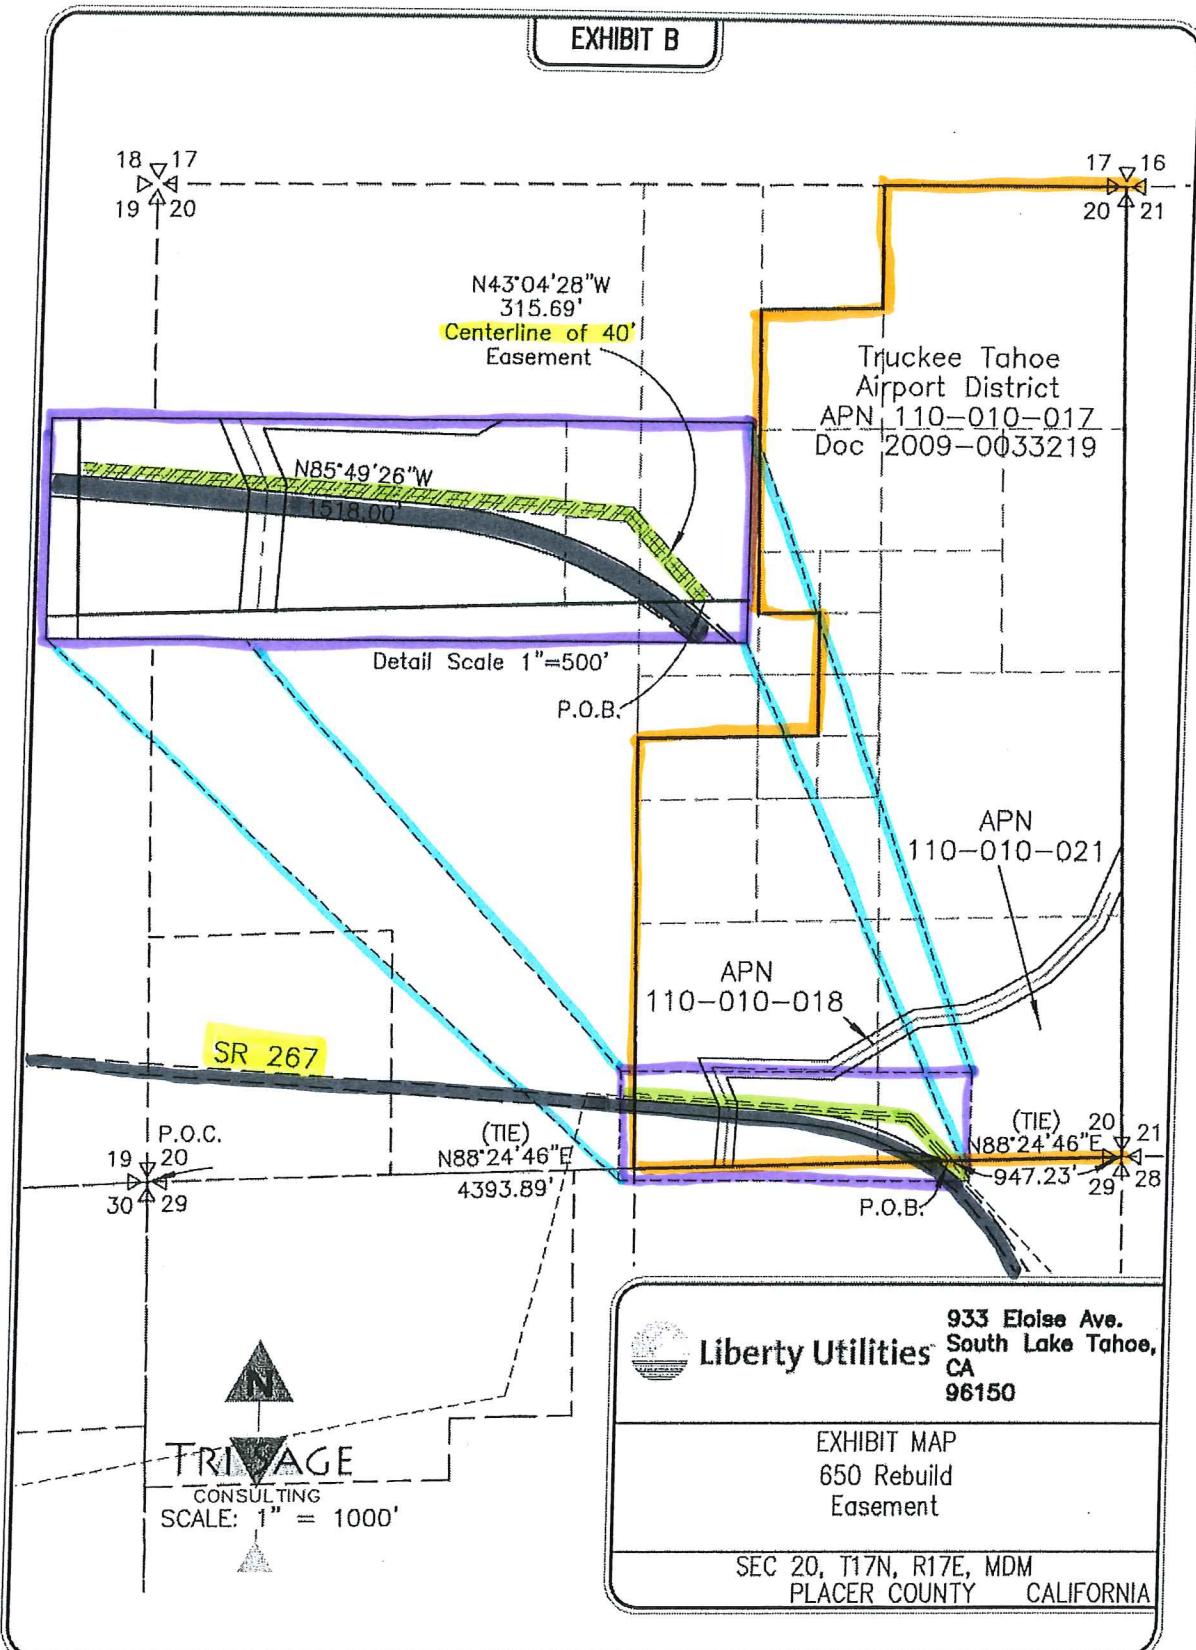 EXHIBIT B
18 17
19 20
17 16
20 21
N43°04'28"W
315.69'
Centerline of 40'
Easement
Truckee Tahoe
Airport District
APN 110-010-017
Doc 2009-0033219
N85°49'26"W
1518.00'
Detail Scale 1"=500'
P.O.B.
APN
110-010-021
APN
110-010-018
SR 267
P.O.C.
19 20
30 29
(TIE)
N88°24'46"E
4393.89'
(TIE)
N88°24'46"E
947.23'
20 21
29 28
P.O.B.
N
TRI SAGE
CONSULTING
SCALE: 1" = 1000'
Liberty Utilities
933 Eloise Ave.
South Lake Tahoe,
CA
96150
EXHIBIT MAP
650 Rebuild
Easement
SEC 20, T17N, R17E, MDM
PLACER COUNTY CALIFORNIA